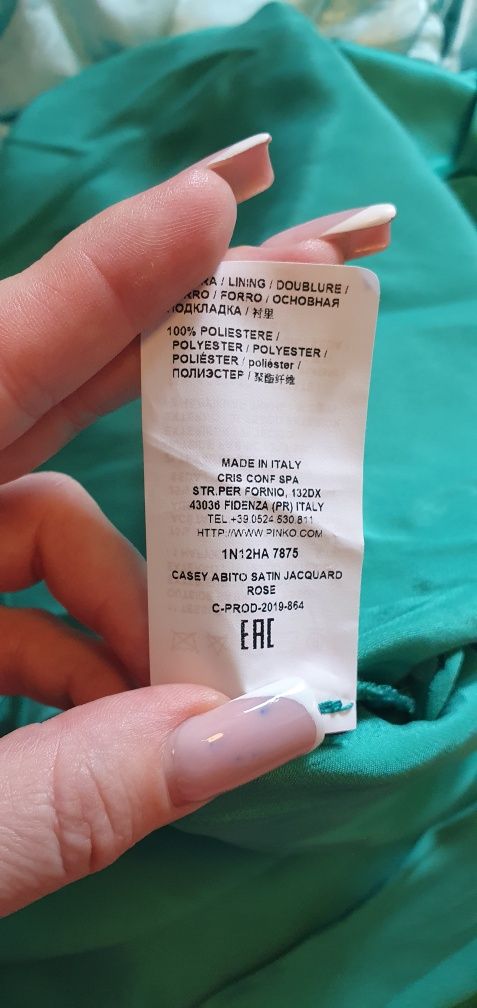 / LINING / DOUBLURE /
/ FORRO / ОСНОВНАЯ
ПОДКЛАДКА / 衬里
100% POLIESTERE /
POLYESTER / POLYESTER /
POLIÉSTER / poliéster /
ПОЛИЭСТЕР / 聚酯纤维
MADE IN ITALY
CRIS CONF SPA
STR.PER FORNIO, 132DX
43036 FIDENZA (PR) ITALY
TEL +39 0524 530.811
HTTP://WWW.PINKO.COM
1N12HA 7875
CASEY ABITO SATIN JACQUARD
ROSE
C-PROD-2019-864
EAC